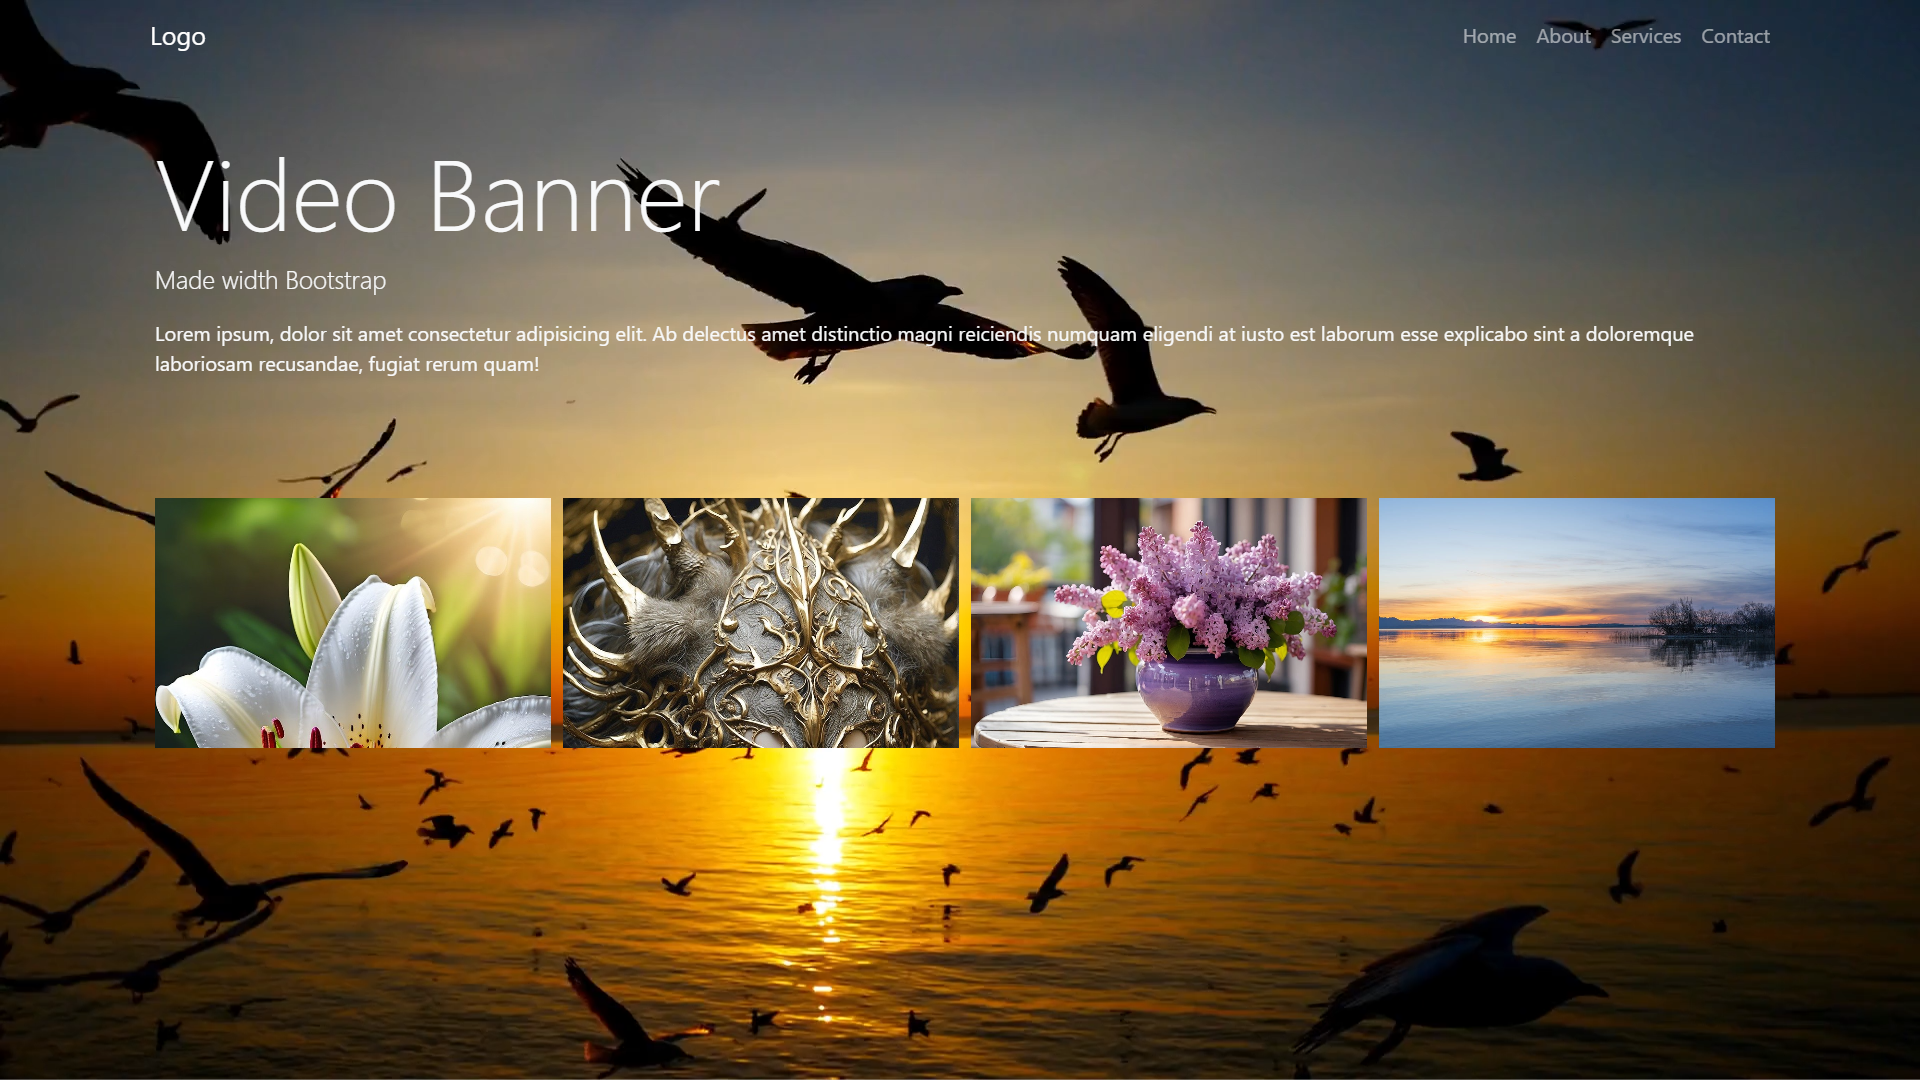 Logo
Home About Services Contact
Video Banner
Made width Bootstrap
Lorem ipsum, dolor sit amet consectetur adipisicing elit. Ab delectus amet distinctio magni reiciendis numquam eligendi at iusto est laborum esse explicabo sint a doloremque
laboriosam recusandae, fugiat rerum quam!